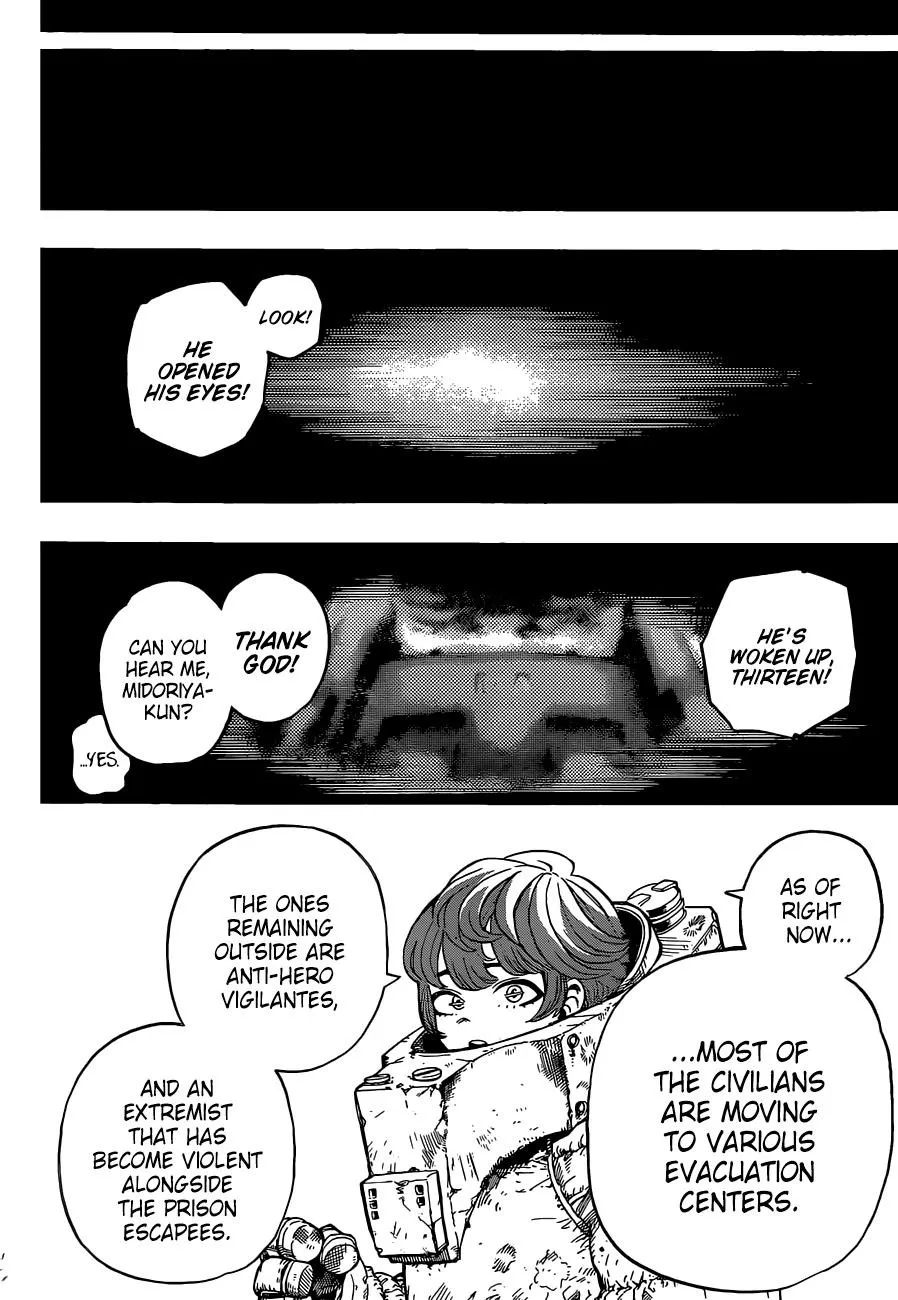 LOOK!
HE
OPENED
HIS EYES!
HE'S
WOKEN UP,
THIRTEEN!
THANK
GOD!
CAN YOU
HEAR ME,
MIDORIYA-
KUN?
...YES.
AS OF
RIGHT
NOW...
...MOST OF
THE CIVILIANS
ARE MOVING
TO VARIOUS
EVACUATION
CENTERS.
THE ONES
REMAINING
OUTSIDE ARE
ANTI-HERO
VIGILANTES,
AND AN
EXTREMIST
THAT HAS
BECOME VIOLENT
ALONGSIDE
THE PRISON
ESCAPEES.